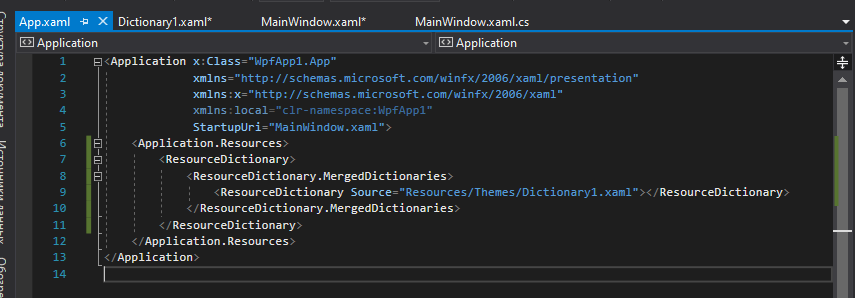 App.xaml
Dictionary1.xaml*
MainWindow.xaml*
MainWindow.xaml.cs
Application
Application
1 <Application x:Class="WpfApp1.App"
2 xmlns="http://schemas.microsoft.com/winfx/2006/xaml/presentation"
3 xmlns:x="http://schemas.microsoft.com/winfx/2006/xaml"
4 xmlns:local="clr-namespace:WpfApp1"
5 StartupUri="MainWindow.xaml">
6 <Application.Resources>
7 <ResourceDictionary>
8 <ResourceDictionary.MergedDictionaries>
9 <ResourceDictionary Source="Resources/Themes/Dictionary1.xaml"></ResourceDictionary>
10 </ResourceDictionary.MergedDictionaries>
11 </ResourceDictionary>
12 </Application.Resources>
13 </Application>
14
Структура документа
Источники данных